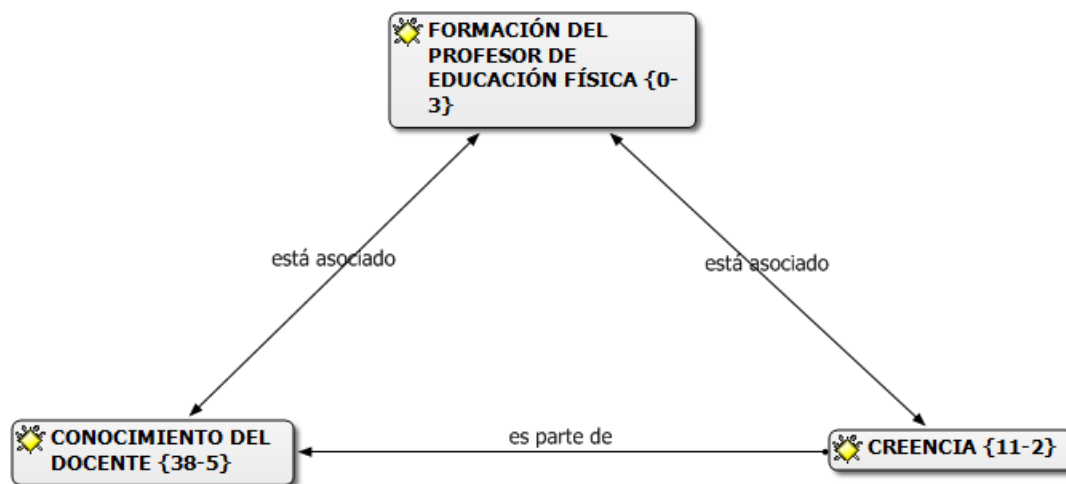 FORMACIÓN DEL
PROFESOR DE
EDUCACIÓN FÍSICA {0-
3}
está asociado
está asociado
es parte de
CONOCIMIENTO DEL
DOCENTE {38-5}
CREENCIA {11-2}